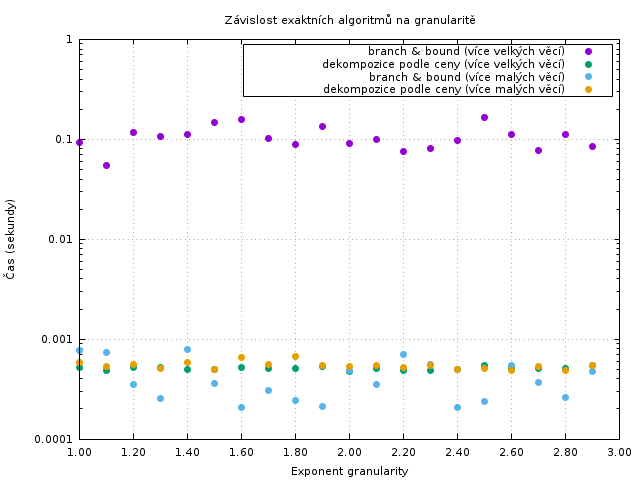 Závislost exaktních algoritmů na granularitě
branch & bound (více velkých věcí)
dekompozice podle ceny (více velkých věcí)
branch & bound (více malých věcí)
dekompozice podle ceny (více malých věcí)
Čas (sekundy)
1
0.1
0.01
0.001
0.0001
1.00 1.20 1.40 1.60 1.80 2.00 2.20 2.40 2.60 2.80 3.00
Exponent granularity